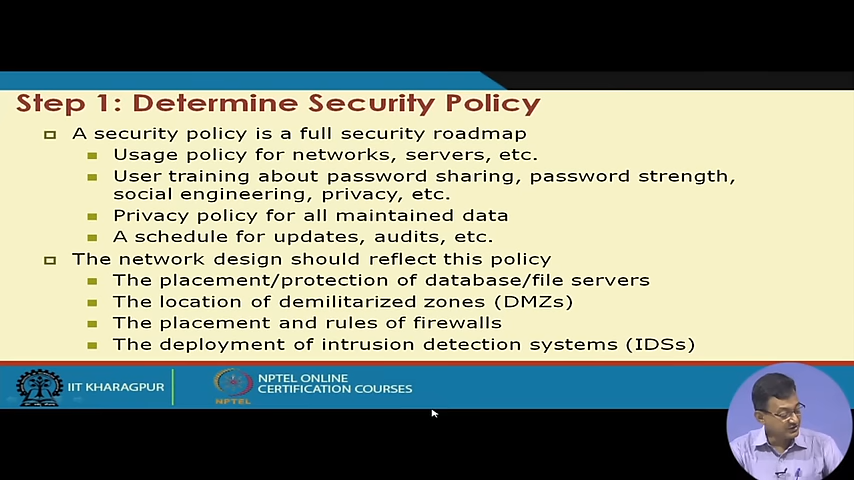 Step 1: Determine Security Policy
A security policy is a full security roadmap
Usage policy for networks, servers, etc.
User training about password sharing, password strength,
social engineering, privacy, etc.
Privacy policy for all maintained data
A schedule for updates, audits, etc.
The network design should reflect this policy
The placement/protection of database/file servers
The location of demilitarized zones (DMZs)
The placement and rules of firewalls
The deployment of intrusion detection systems (IDSs)
IIT KHARAGPUR
NPTEL
NPTEL ONLINE
CERTIFICATION COURSES